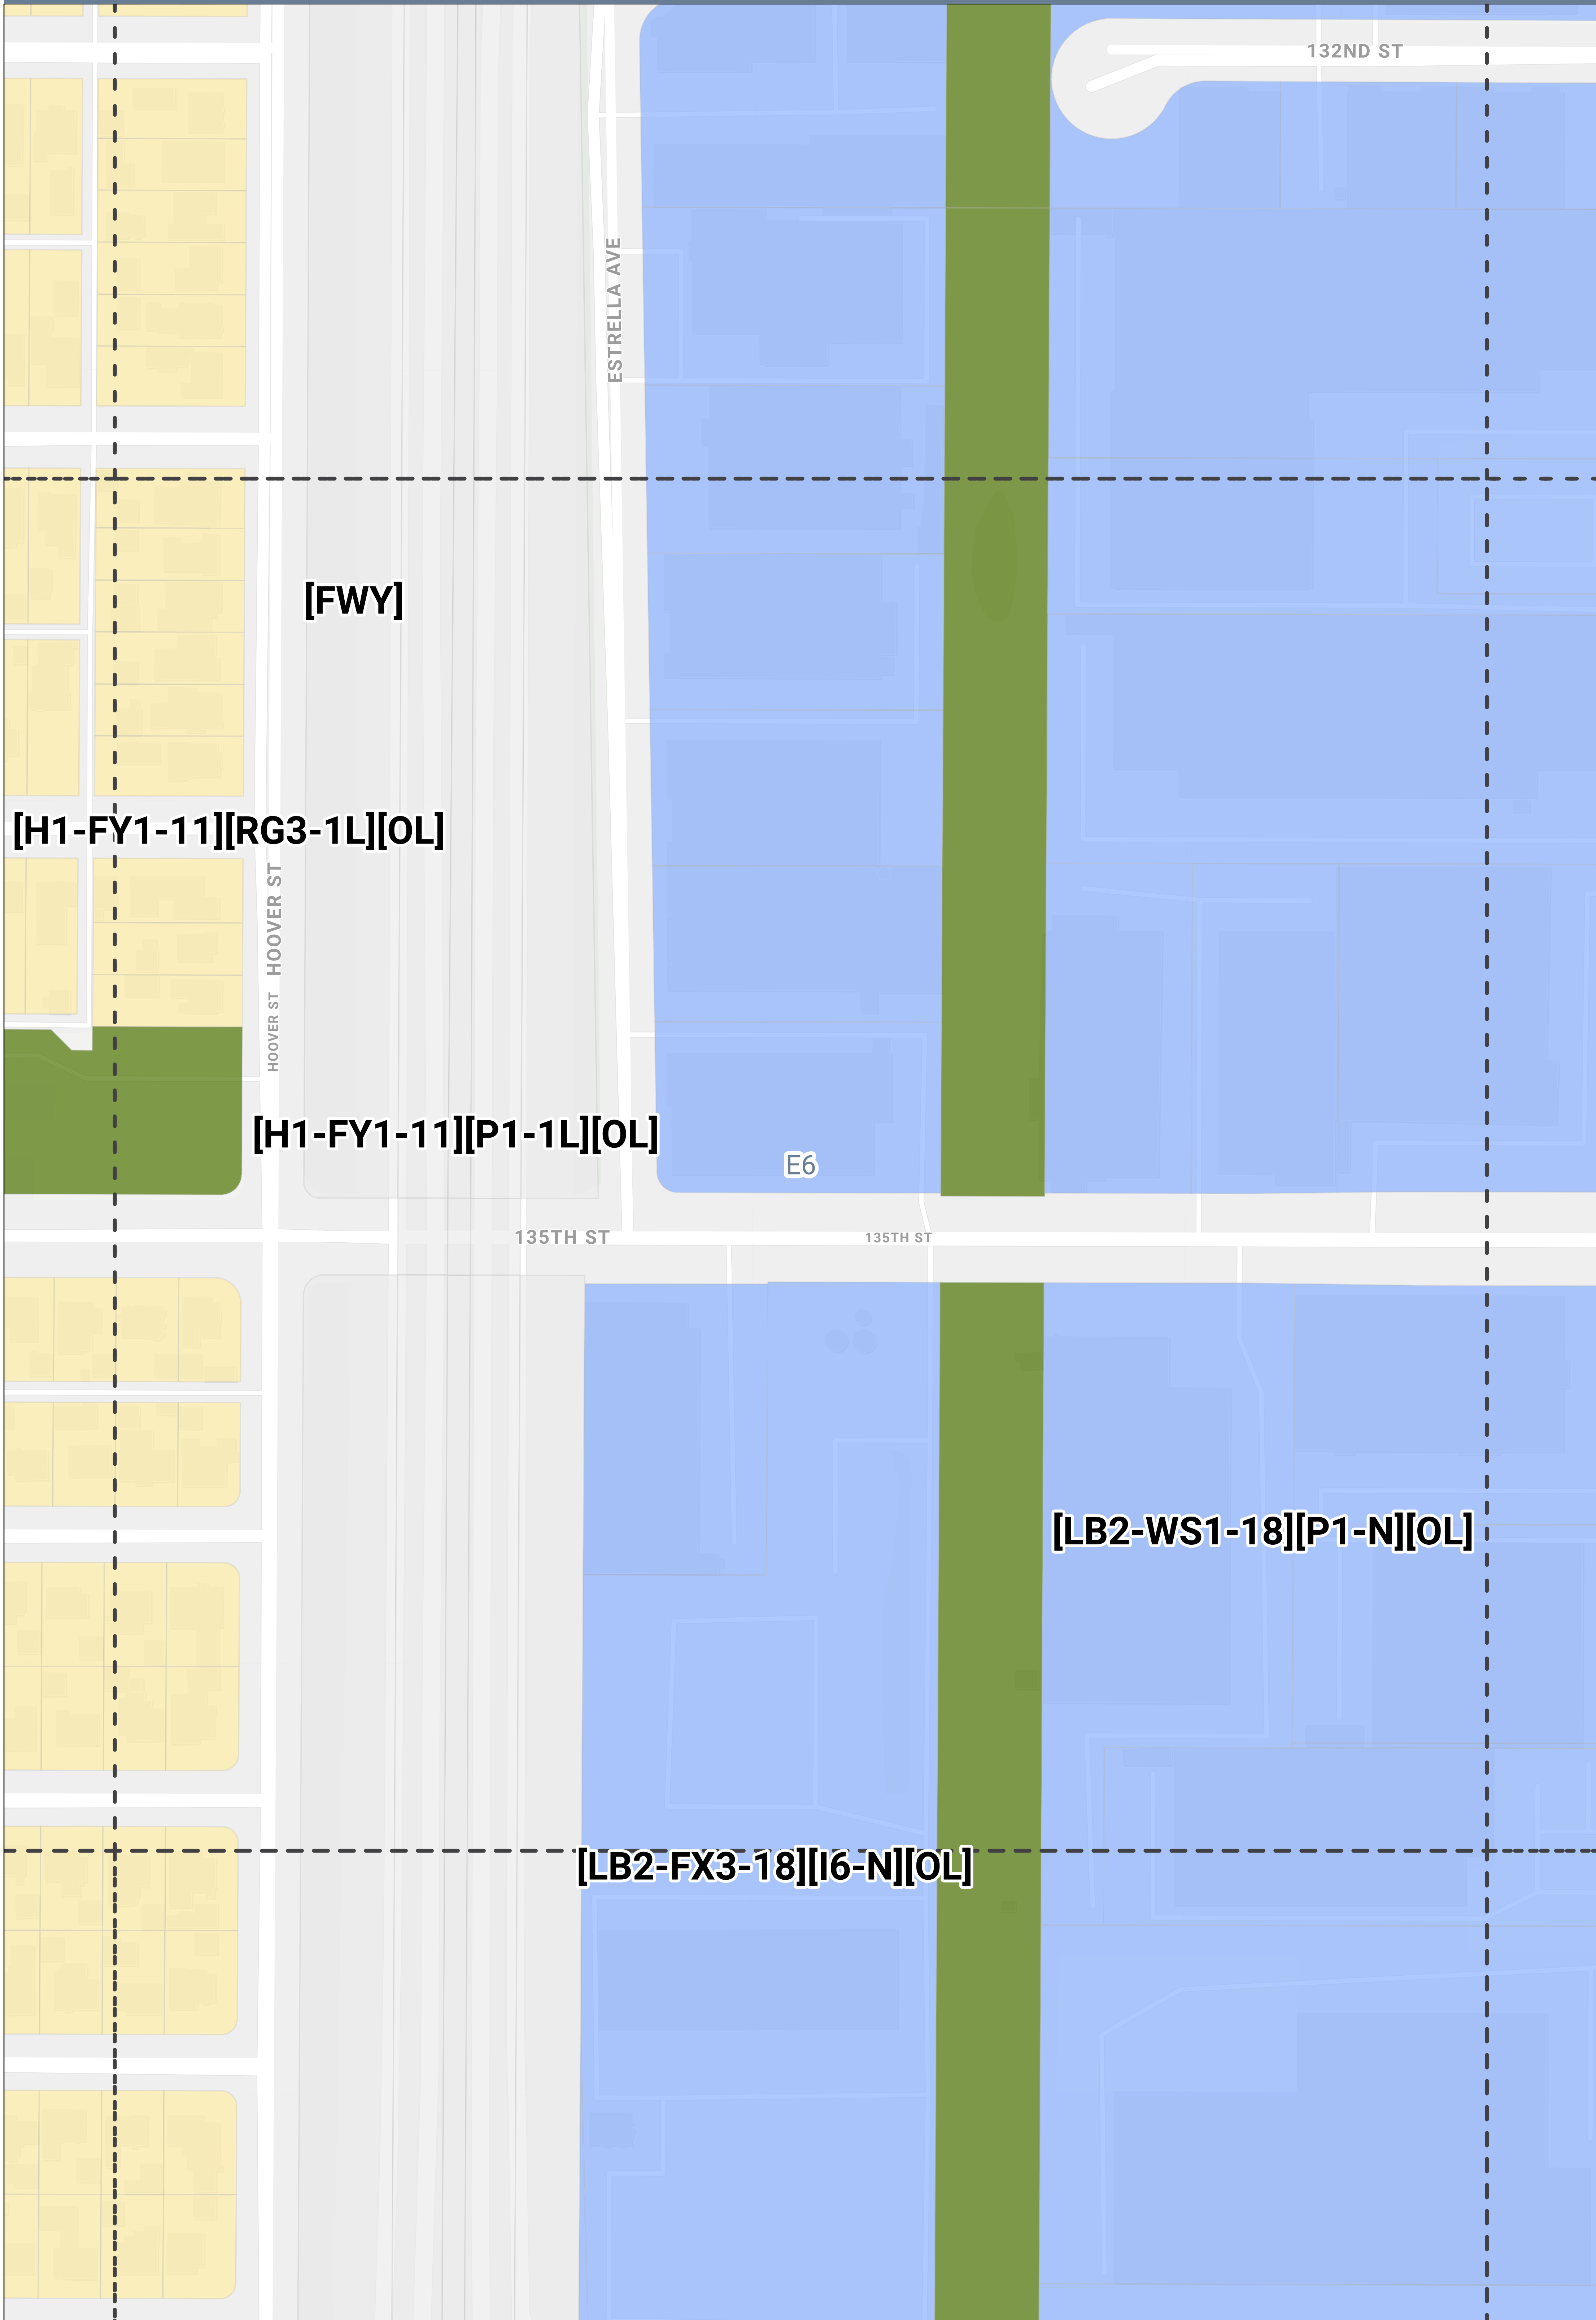 132ND ST
ESTRELLA AVE
[FWY]
[H1-FY1-11][RG3-1L][OL]
HOOVER ST
HOOVER ST
[H1-FY1-11][P1-1L][OL]
E6
135TH ST
135TH ST
[LB2-WS1-18][P1-N][OL]
[LB2-FX3-18][I6-N][OL]